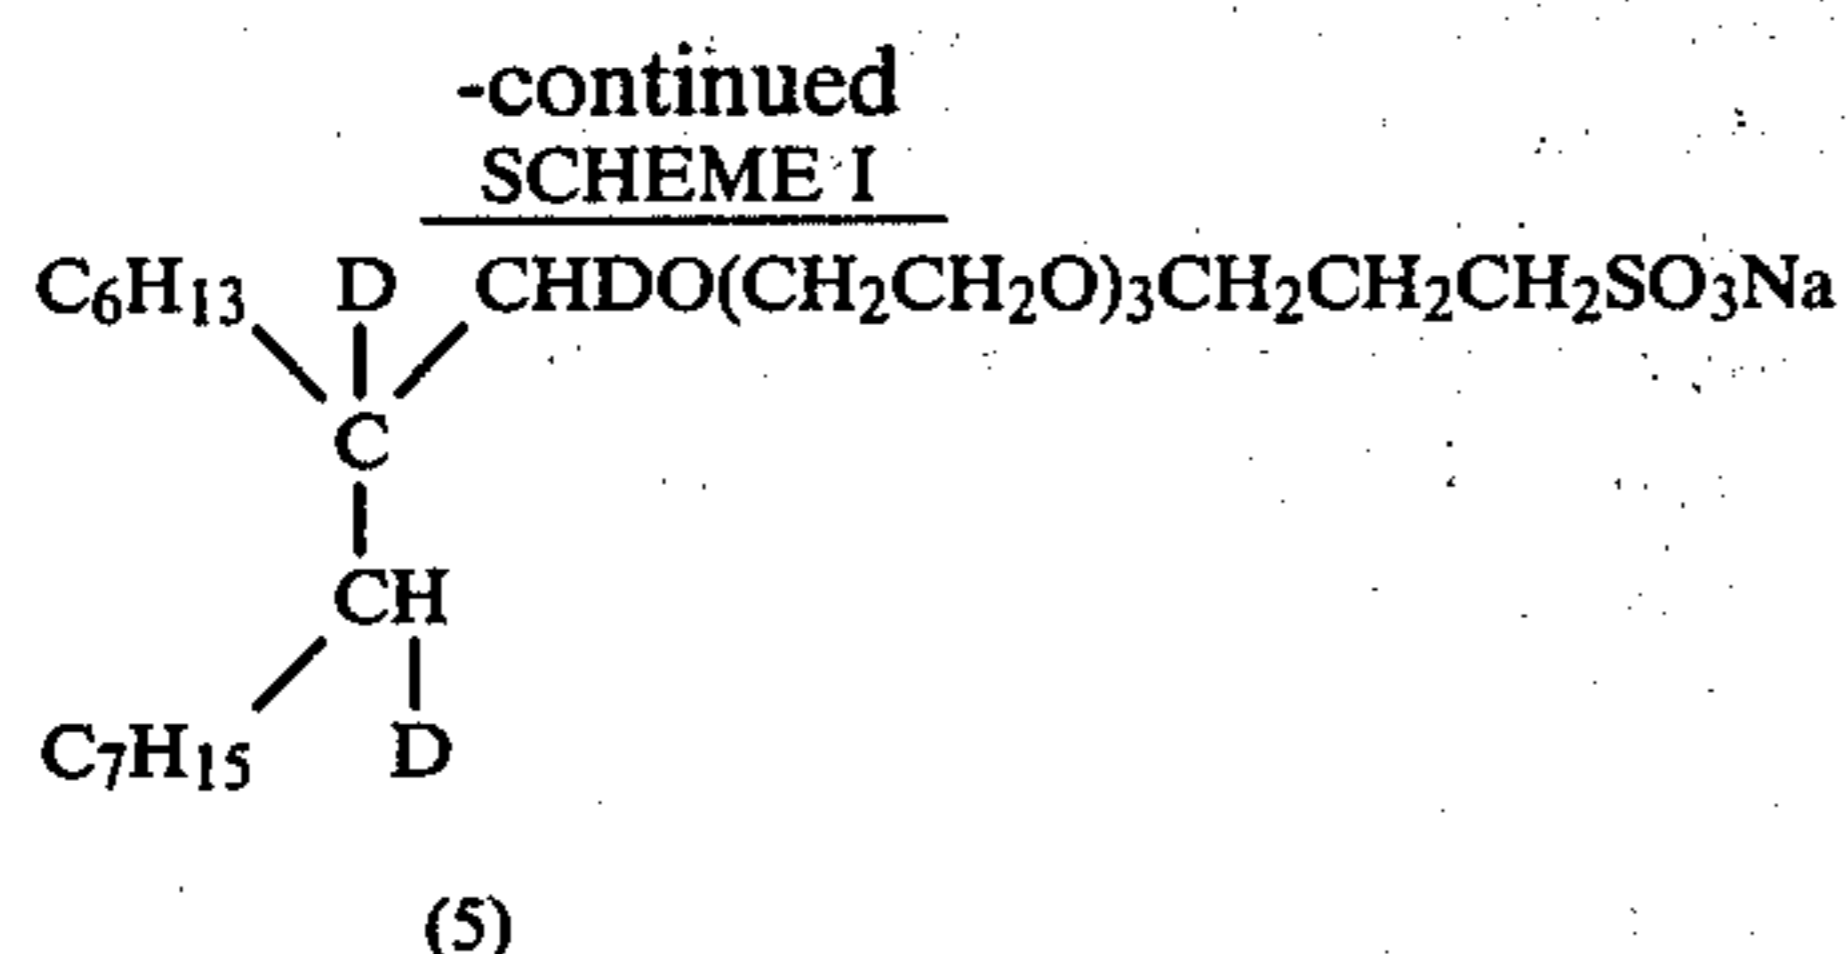 -continued
SCHEME I
C6H13 D CHDO(CH2CH2O)3CH2CH2CH2SO3Na
C
CH
C7H15 D
(5)